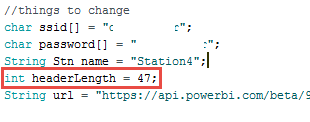 //things to change
char ssid[] = "c e";
char password[] = " :";
String Stn name = "Station4";
int headerLength = 47;
String url = "https://api.powerbi.com/beta/9